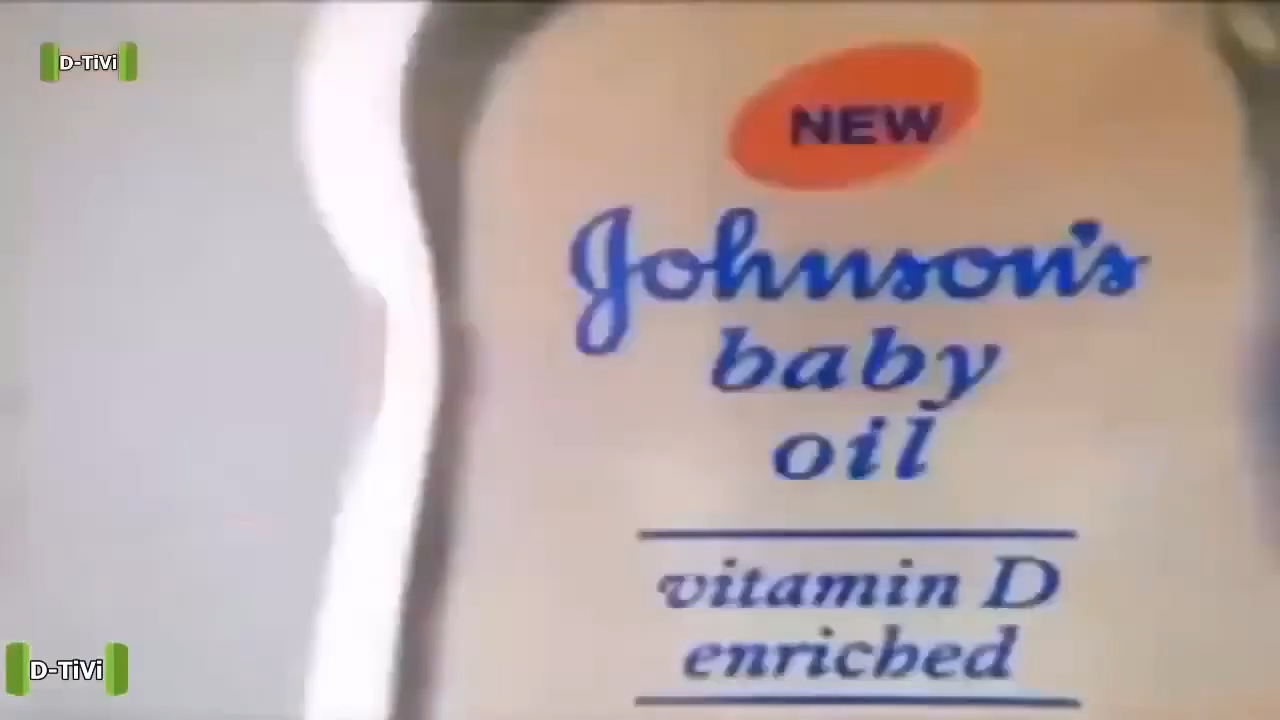 D-TiVi
NEW
Johnson's
baby
oil
vitamin D
enriched
D-TiVi